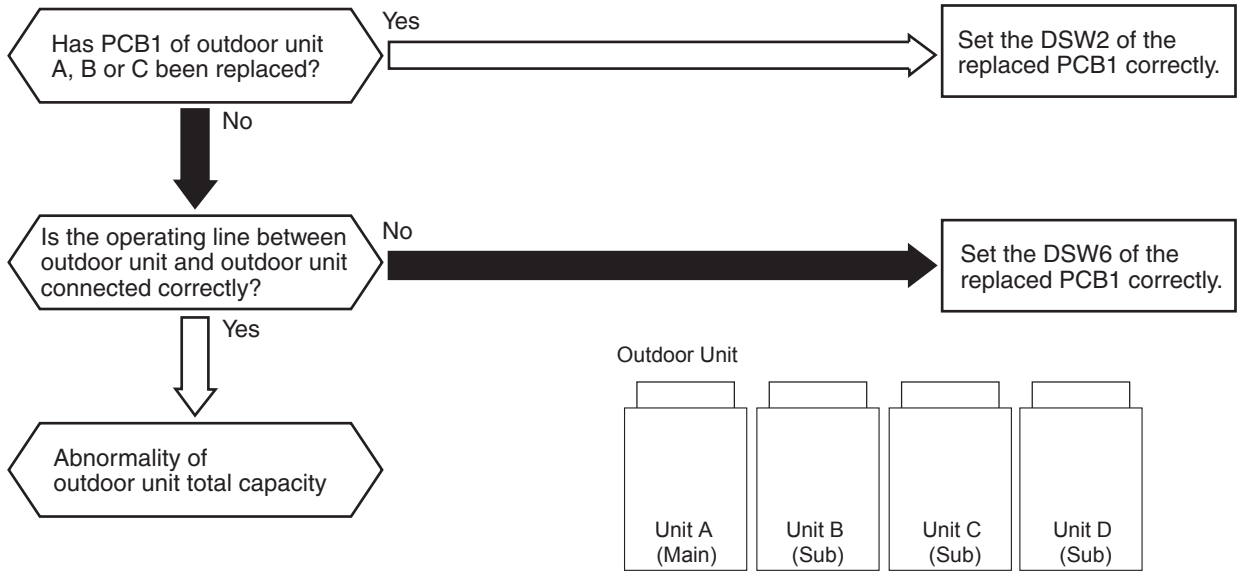 Has PCB1 of outdoor unit
A, B or C been replaced?
Yes
Set the DSW2 of the
replaced PCB1 correctly.
No
Is the operating line between
outdoor unit and outdoor unit
connected correctly?
No
Set the DSW6 of the
replaced PCB1 correctly.
Yes
Abnormality of
outdoor unit total capacity
Outdoor Unit
Unit A
(Main)
Unit B
(Sub)
Unit C
(Sub)
Unit D
(Sub)